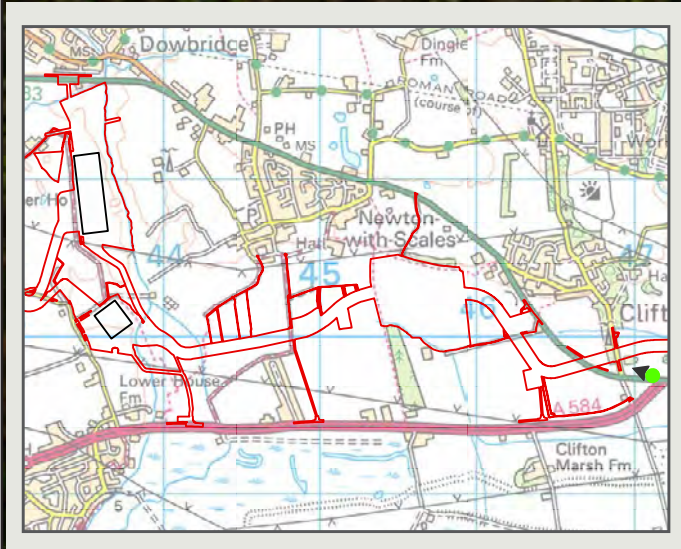 MS
Dowbridge
Dingle
Fm
ROMAN ROAD
(course of)
PH
MS
P
Newton-
with-Scales
Hall
44
45
46
47
Ha
Clift
Lower House
Fm
A 584
Clifton
Marsh Fm
5